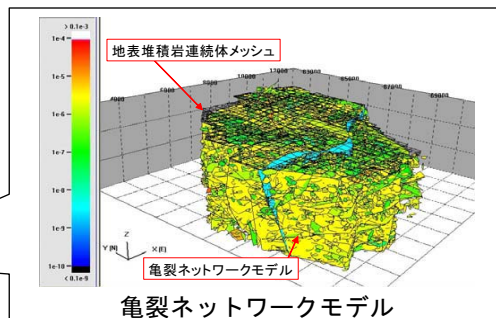 > 0.1e-3
1e-4
1e-5
1e-6
1e-7
1e-8
1e-9
1e-10
< 0.1e-9
地表堆積岩連続体メッシュ
亀裂ネットワークモデル
Z
Y [N]
X [E]
亀裂ネットワークモデル